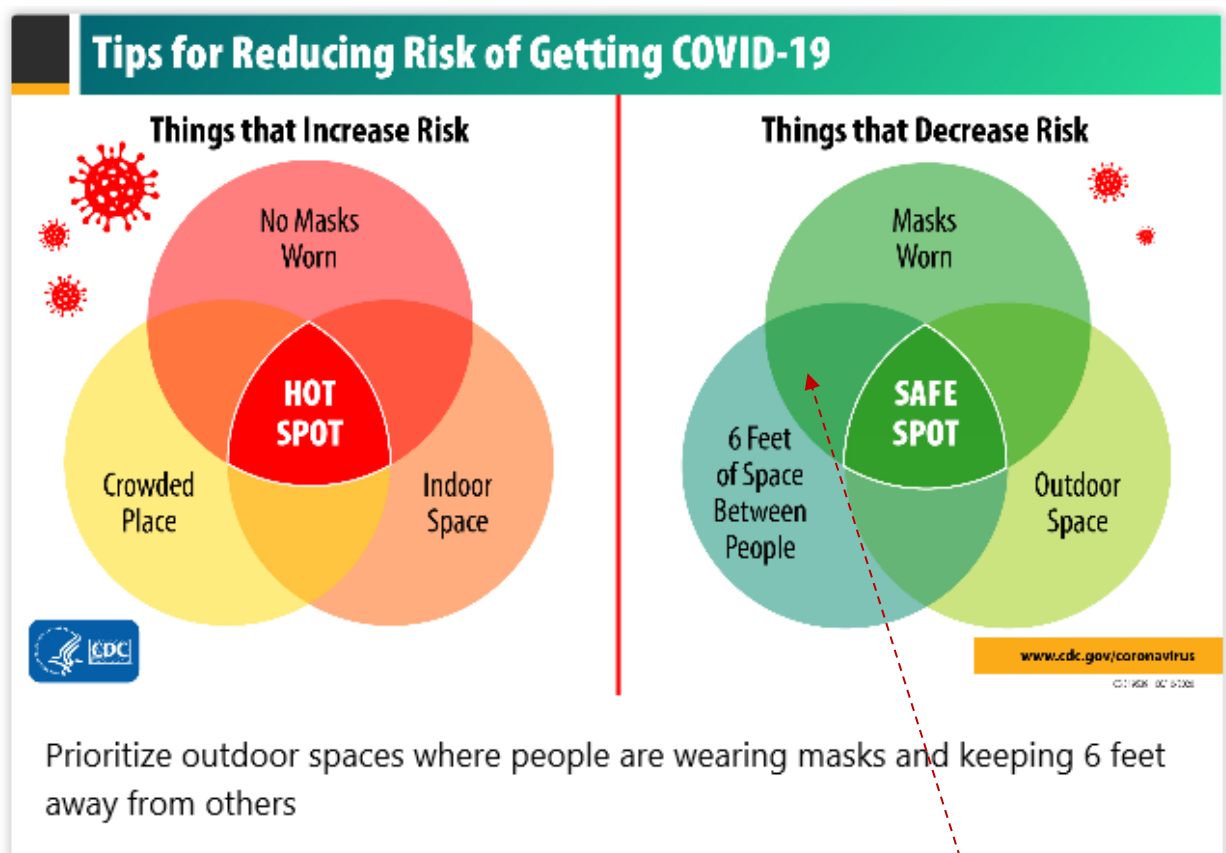 Tips for Reducing Risk of Getting COVID-19
Things that Increase Risk
No Masks
Worn
Crowded
Place
HOT
SPOT
Indoor
Space
CDC
Things that Decrease Risk
Masks
Worn
6 Feet
of Space
Between
People
SAFE
SPOT
Outdoor
Space
www.cdc.gov/coronavirus
Prioritize outdoor spaces where people are wearing masks and keeping 6 feet
away from others